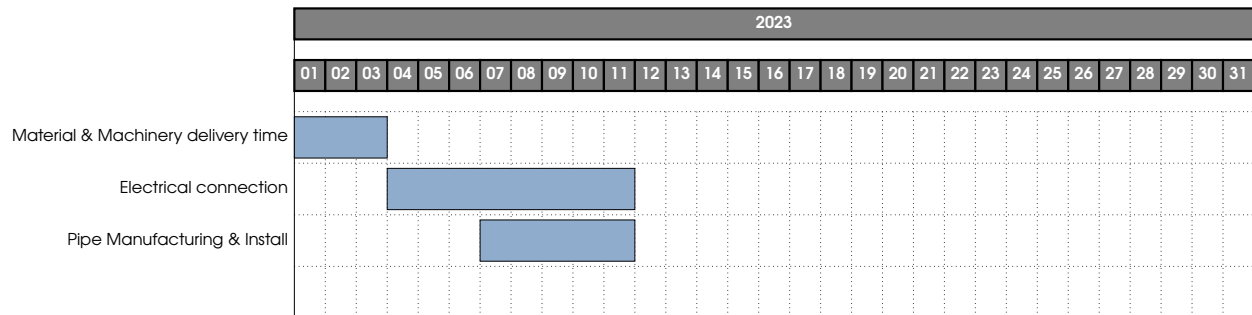 2023
01 02 03 04 05 06 07 08 09 10 11 12 13 14 15 16 17 18 19 20 21 22 23 24 25 26 27 28 29 30 31
Material & Machinery delivery time
Electrical connection
Pipe Manufacturing & Install